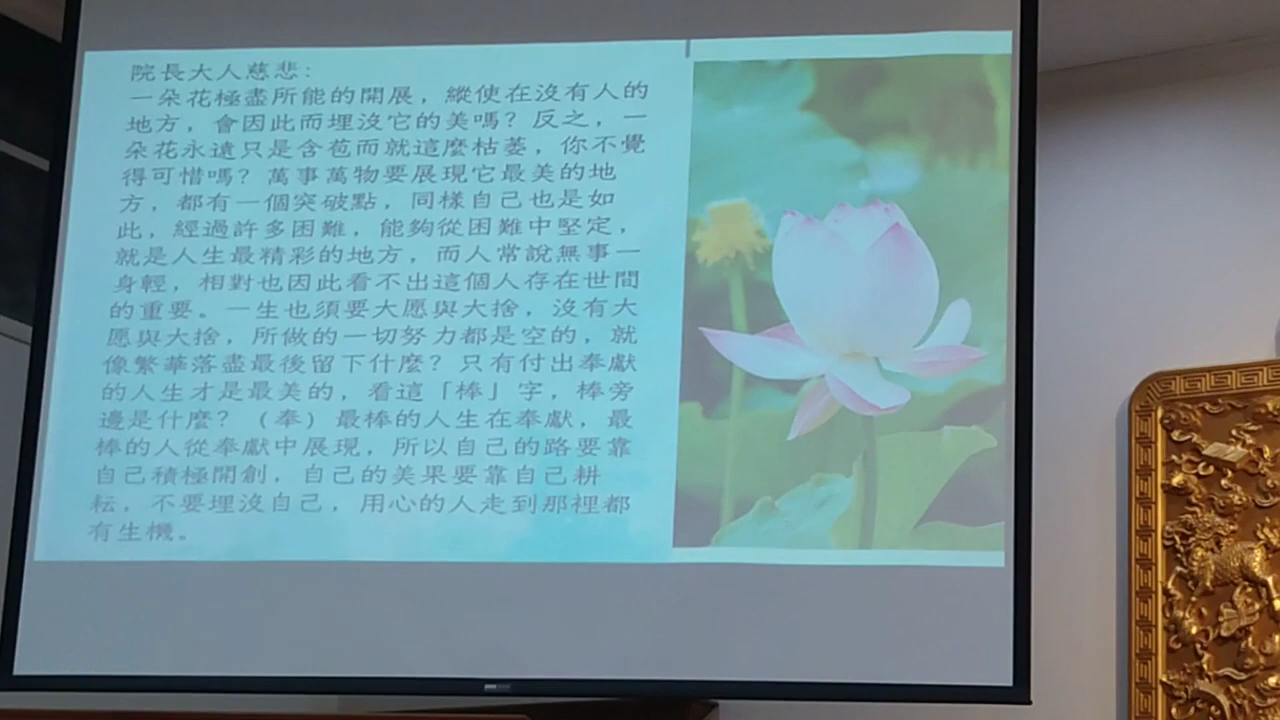 院長大人慈悲：
一朵花極盡所能的開展，縱使在沒有人的
地方，會因此而埋沒它的美嗎？反之，一
朵花永遠只是含苞而就這麼枯萎，你不覺
得可惜嗎？萬事萬物要展現它最美的地
方，都有一個突破點，同樣自己也是如
此，經過許多困難，能夠從困難中堅定，
就是人生最精彩的地方，而人常說無事一
身輕，相對也因此看不出這個人存在世間
的重要。一生也須要大愿與大捨，沒有大
愿與大捨，所做的一切努力都是空的，就
像繁華落盡最後留下什麼？只有付出奉獻
的人生才是最美的，看這「棒」字，棒旁
邊是什麼？（奉）最棒的人生在奉獻，最
棒的人從奉獻中展現，所以自己的路要靠
自己積極開創，自己的美果要靠自己耕
耘，不要埋沒自己，用心的人走到那裡都
有生機。